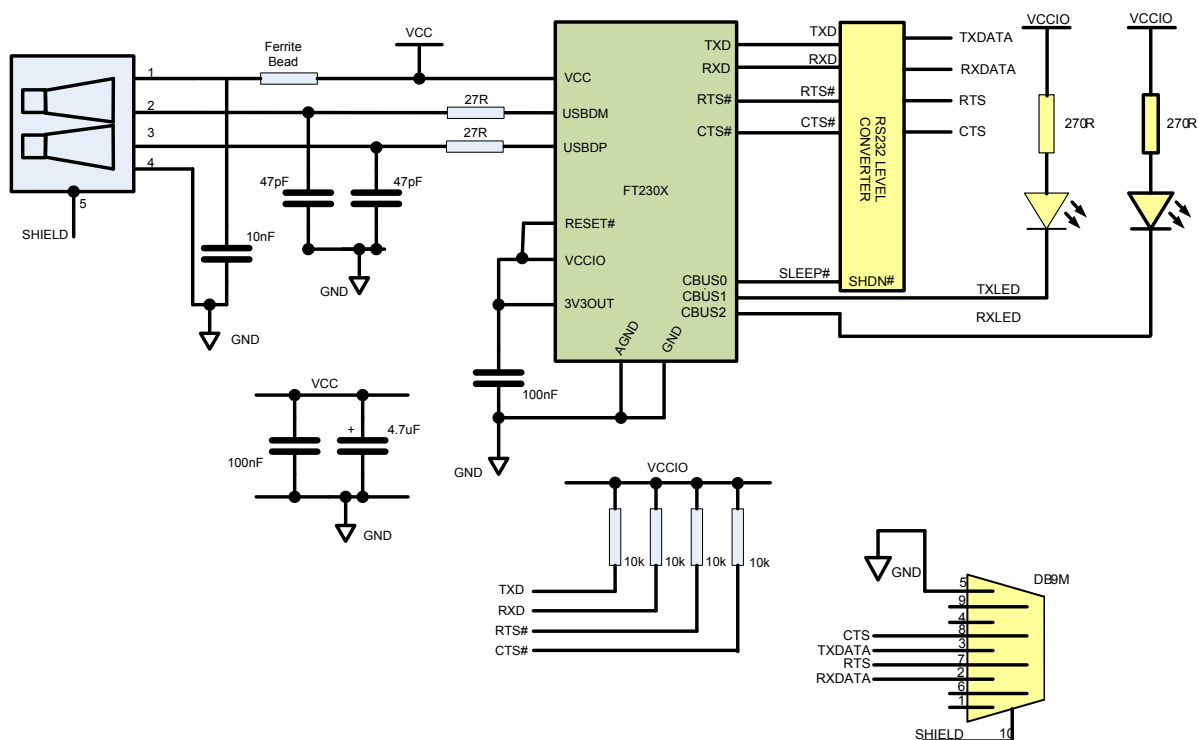 Ferrite
Bead
VCC
1
2
3
4
5
SHIELD
27R
27R
47pF
47pF
10nF
GND
GND
VCC
USBDM
USBDP
RESET#
VCCIO
3V3OUT
FT230X
AGND
GND
TXD
RXD
RTS#
CTS#
CBUS0
CBUS1
CBUS2
TXD
RXD
RTS#
CTS#
SLEEP#
RS232 LEVEL
CONVERTER
SHDN#
TXDATA
RXDATA
RTS
CTS
TXLED
RXLED
VCCIO
270R
VCCIO
270R
100nF
GND
VCC
100nF
+
4.7uF
GND
VCCIO
10k
10k
10k
10k
TXD
RXD
RTS#
CTS#
GND
DB9M
5
9
4
8
3
7
2
6
1
10
CTS
TXDATA
RTS
RXDATA
SHIELD